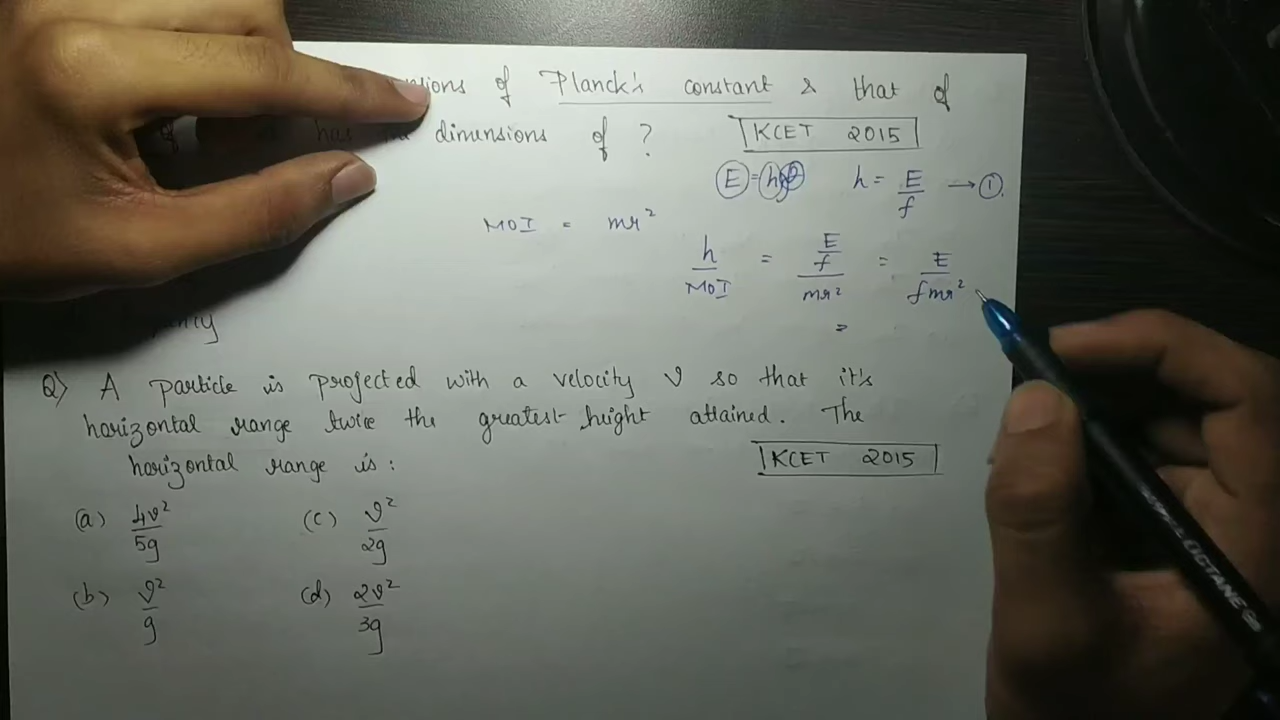 of Planck's constant & that of
dimensions of ? KCET 2015
E = hf h = E/f → ①
MOI = mr²
h/MOI = E/f/mr² = E/fmr²
=
Q) A particle is projected with a velocity v so that it's
horizontal range twice the greatest height attained. The
horizontal range is : KCET 2015
(a) 4v²/5g (c) v²/2g
(b) v²/g (d) 2v²/3g
OCTANE